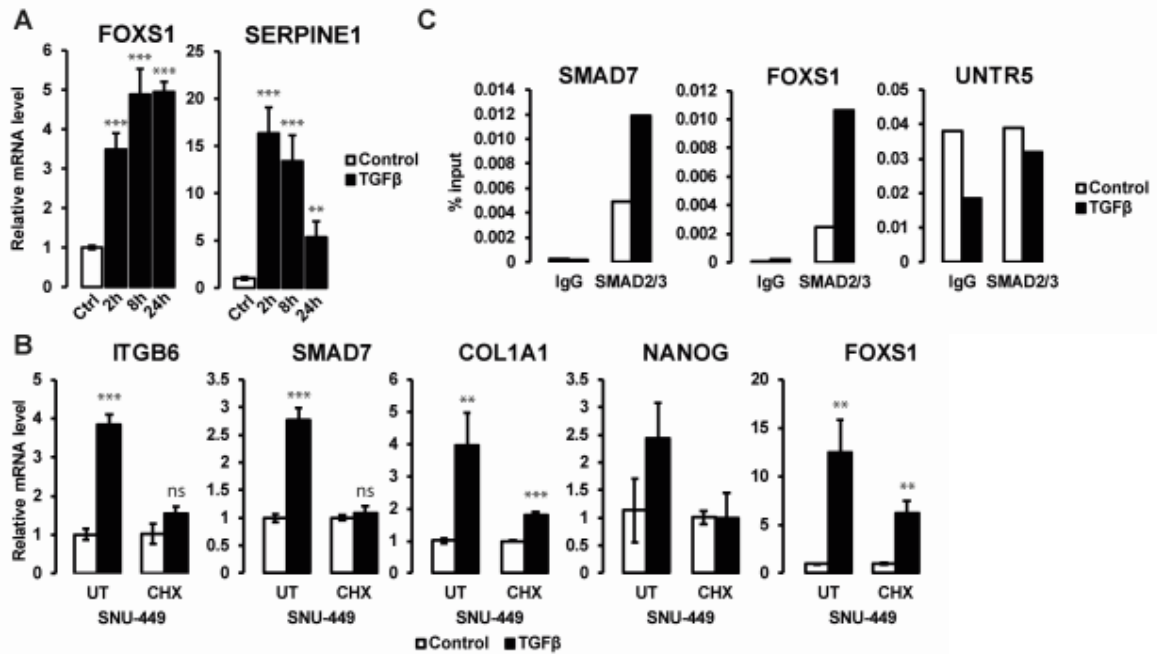 A
FOXS1
SERPINE1
Relative mRNA level
6
5
4
3
2
1
0
***
***
***
Ctrl
2h
8h
24h
25
20
15
10
5
0
***
***
**
Ctrl
2h
8h
24h
Control
TGFβ
C
SMAD7
FOXS1
UNTR5
% input
0.014
0.012
0.010
0.008
0.006
0.004
0.002
0
IgG SMAD2/3
0.012
0.010
0.008
0.006
0.004
0.002
0
IgG SMAD2/3
0.05
0.04
0.03
0.02
0.01
0
IgG SMAD2/3
Control
TGFβ
B
ITGB6
SMAD7
COL1A1
NANOG
FOXS1
Relative mRNA level
5
4
3
2
1
0
***
ns
UT CHX
SNU-449
3.5
3
2.5
2
1.5
1
0.5
0
***
ns
UT CHX
SNU-449
6
5
4
3
2
1
0
**
***
UT CHX
SNU-449
3.5
3
2.5
2
1.5
1
0.5
0
UT CHX
SNU-449
20
15
10
5
0
**
**
UT CHX
SNU-449
Control TGFβ